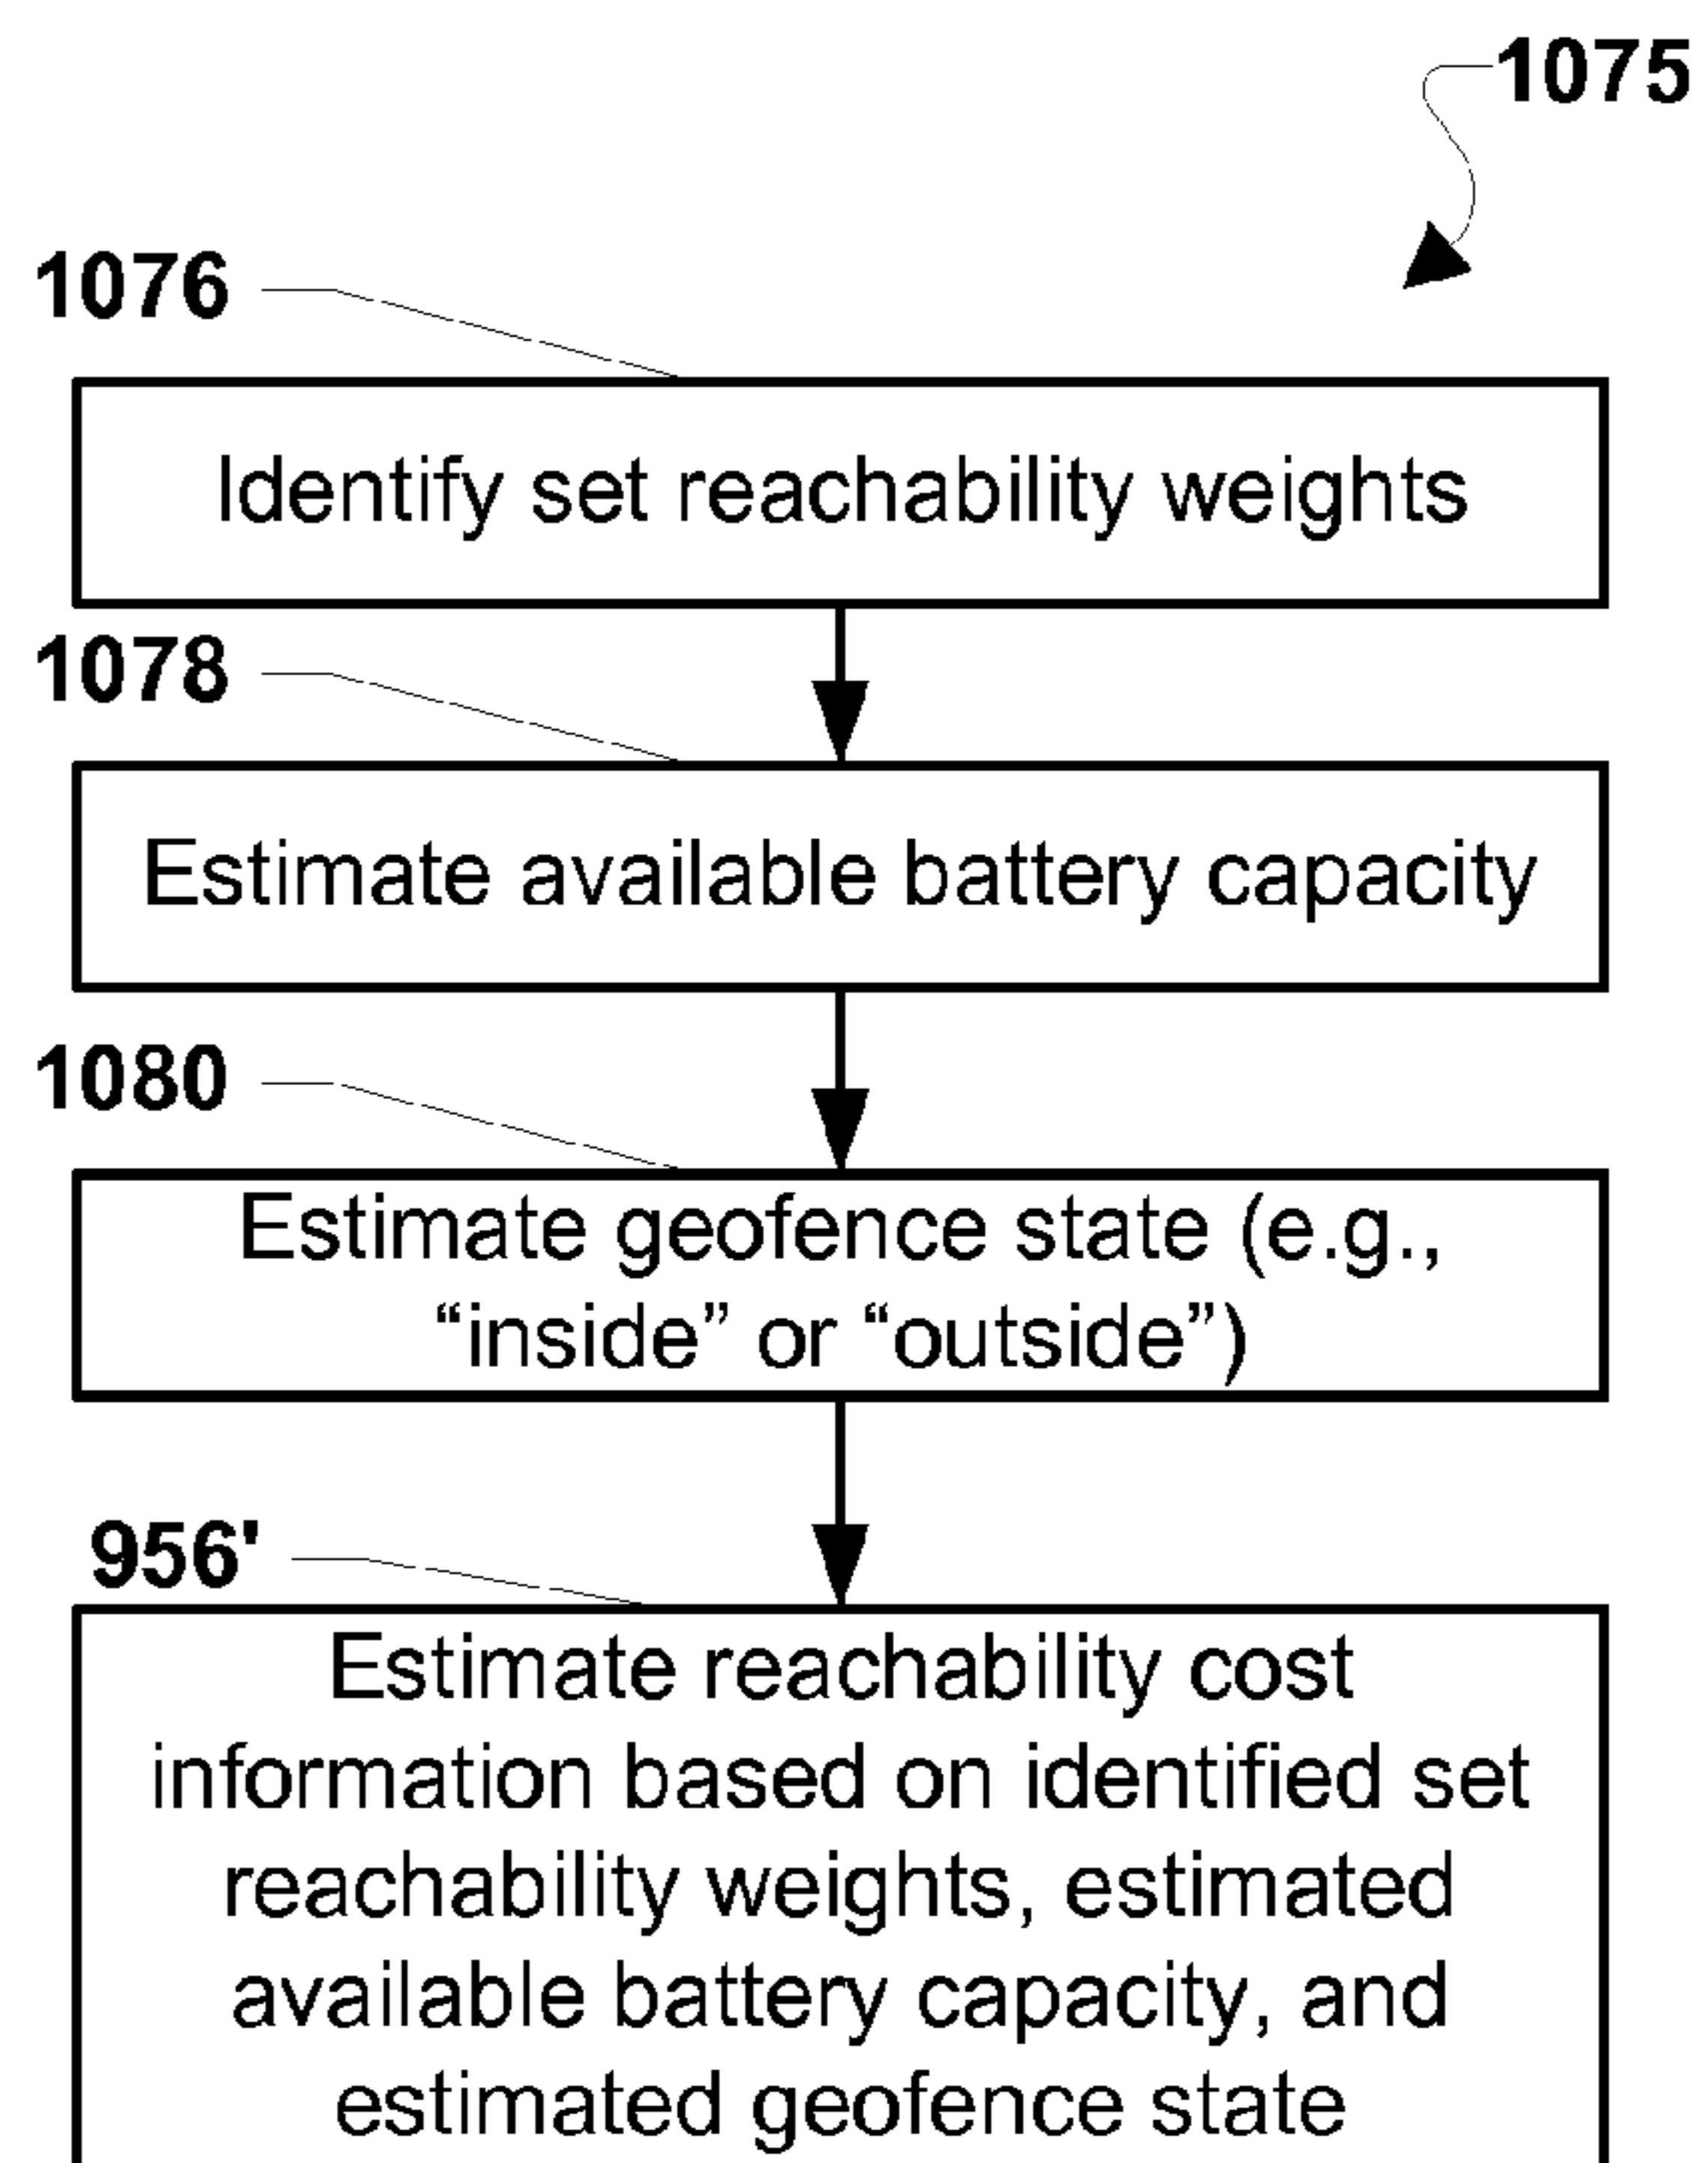 1075
1076
Identify set reachability weights
1078
Estimate available battery capacity
1080
Estimate geofence state (e.g.,
“inside” or “outside”)
956'
Estimate reachability cost
information based on identified set
reachability weights, estimated
available battery capacity, and
estimated geofence state